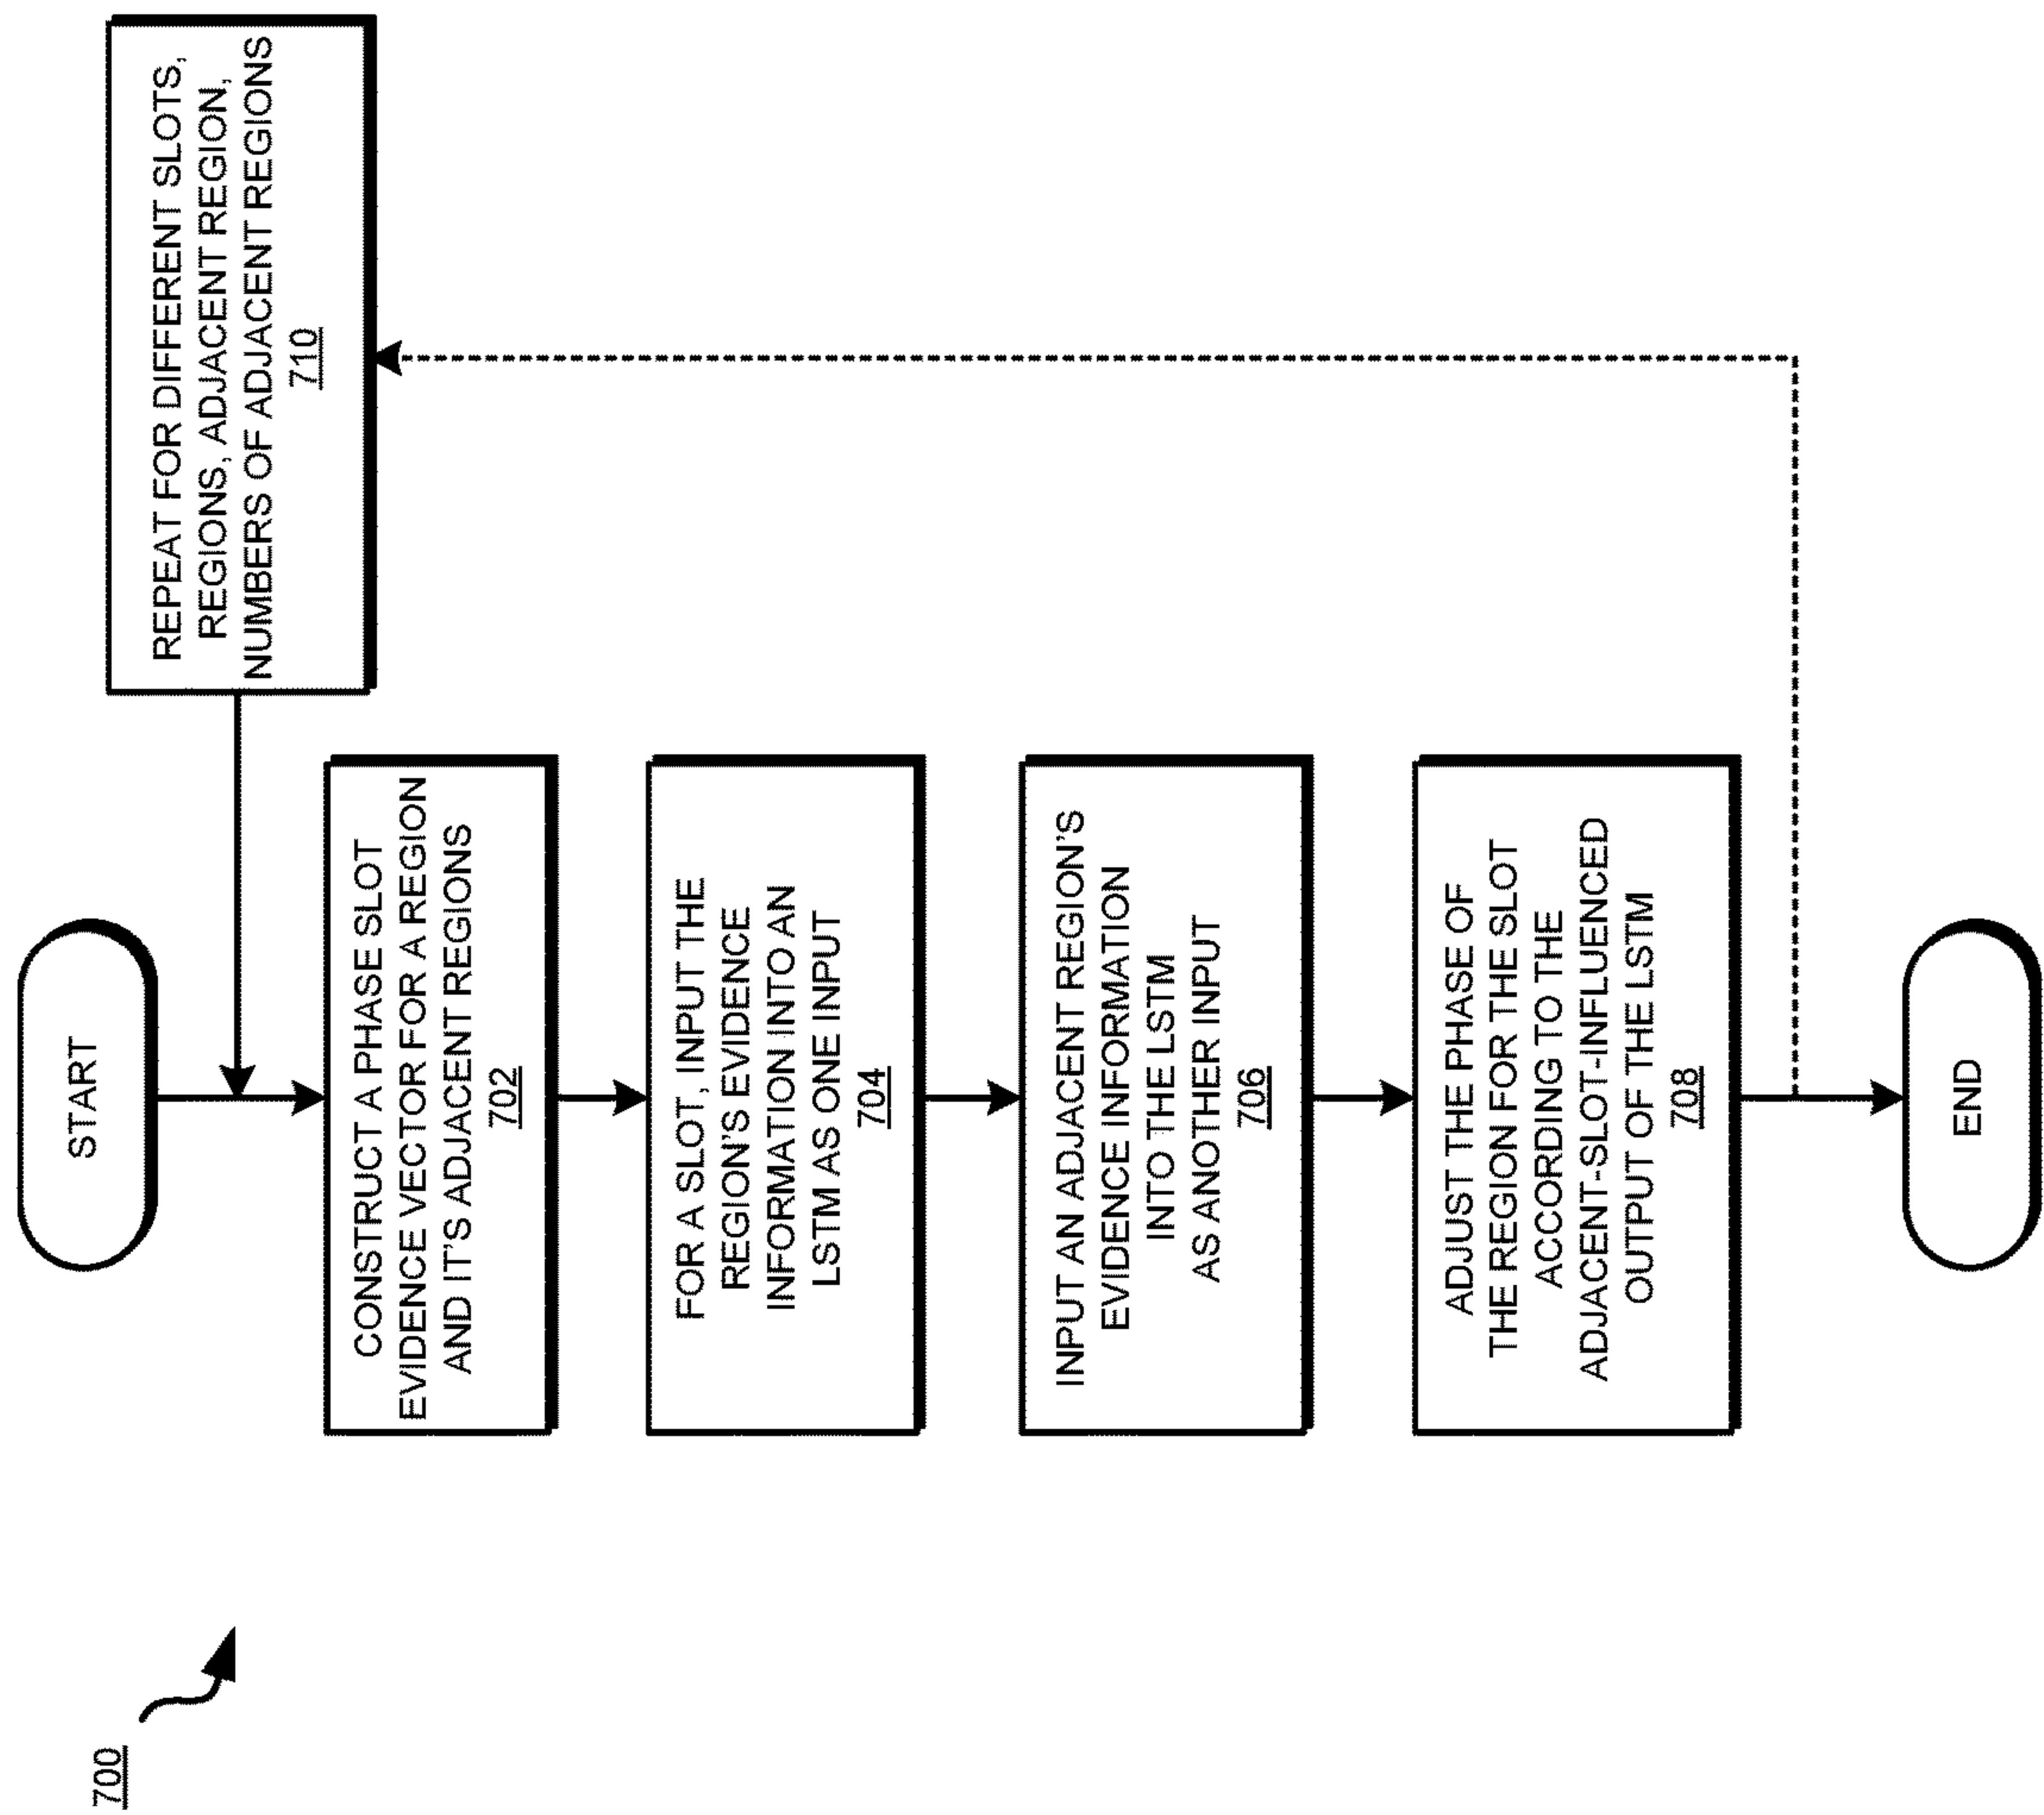 700
START
REPEAT FOR DIFFERENT SLOTS,
REGIONS, ADJACENT REGION,
NUMBERS OF ADJACENT REGIONS
710
CONSTRUCT A PHASE SLOT
EVIDENCE VECTOR FOR A REGION
AND IT'S ADJACENT REGIONS
702
FOR A SLOT, INPUT THE
REGION'S EVIDENCE
INFORMATION INTO AN
LSTM AS ONE INPUT
704
INPUT AN ADJACENT REGION'S
EVIDENCE INFORMATION
INTO THE LSTM
AS ANOTHER INPUT
706
ADJUST THE PHASE OF
THE REGION FOR THE SLOT
ACCORDING TO THE
ADJACENT-SLOT-INFLUENCED
OUTPUT OF THE LSTM
708
END